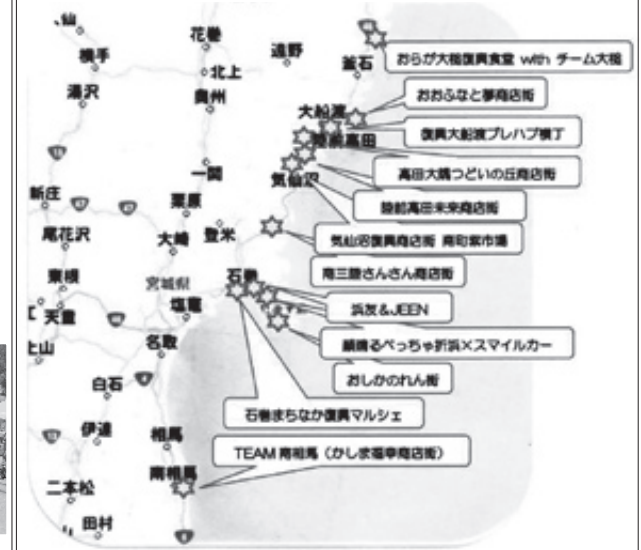 仙
横手
湯沢
花巻
北上
奥州
遠野
釜石
大船渡
陸前高田
気仙沼
一関
栗原
新庄
尾花沢
大崎
登米
東根
宮城県
石巻
塩竈
天童
上山
名取
白石
伊達
相馬
南相馬
二本松
田村
おらが大槌復興食堂 with チーム大槌
おおふなと夢商店街
復興大船渡プレハブ横丁
高田大隅つどいの丘商店街
陸前高田未来商店街
気仙沼復興商店街 南町紫市場
南三陸さんさん商店街
浜友&JEEN
鯛鳴るぺっちゃ折浜×スマイルカー
おしかのれん街
石巻まちなか復興マルシェ
TEAM 南相馬(かしま福幸商店街)